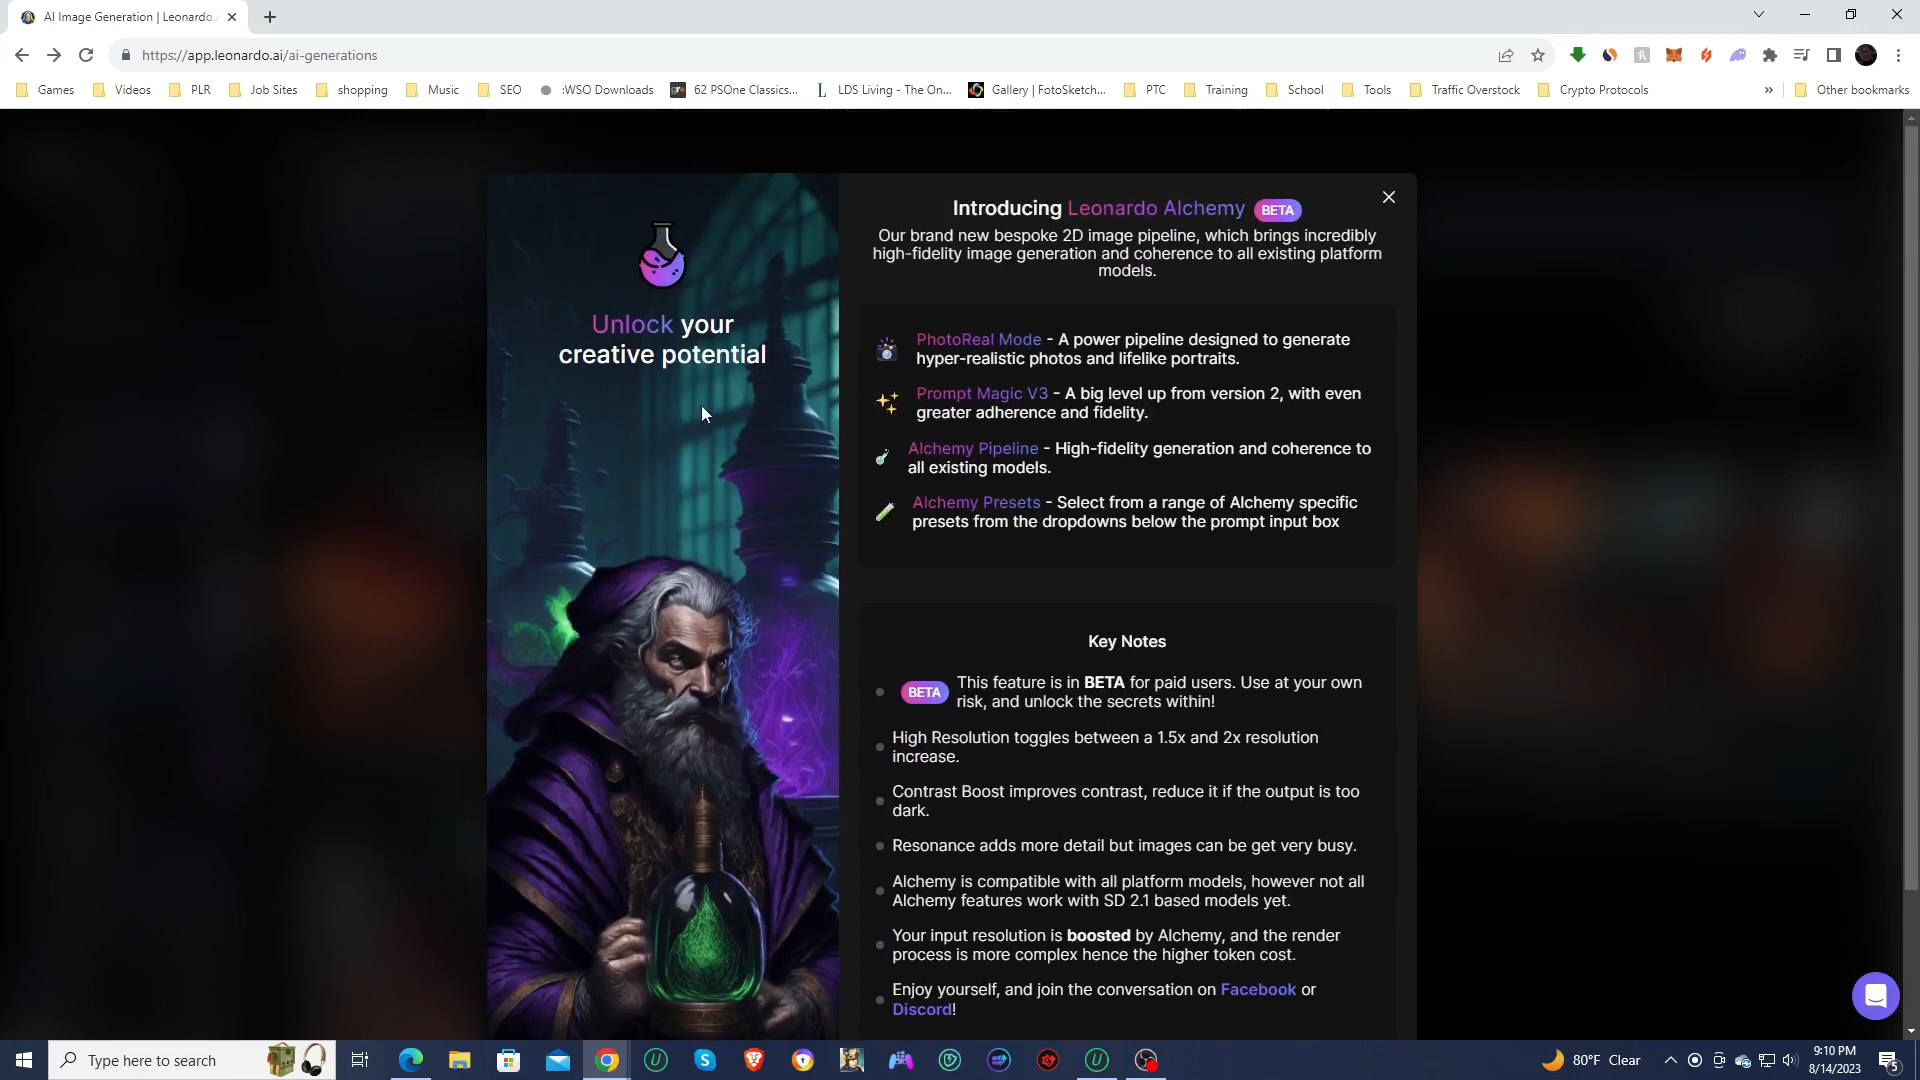 AI Image Generation | Leonardo.
https://app.leonardo.ai/ai-generations
Games Videos PLR Job Sites shopping Music SEO :WSO Downloads 62 PSOne Classics... LDS Living - The On... Gallery | FotoSketch... PTC Training School Tools Traffic Overstock Crypto Protocols » Other bookmarks
Unlock your
creative potential
Introducing Leonardo Alchemy BETA
Our brand new bespoke 2D image pipeline, which brings incredibly
high-fidelity image generation and coherence to all existing platform
models.
PhotoReal Mode - A power pipeline designed to generate
hyper-realistic photos and lifelike portraits.
Prompt Magic V3 - A big level up from version 2, with even
greater adherence and fidelity.
Alchemy Pipeline - High-fidelity generation and coherence to
all existing models.
Alchemy Presets - Select from a range of Alchemy specific
presets from the dropdowns below the prompt input box
Key Notes
BETA This feature is in BETA for paid users. Use at your own
risk, and unlock the secrets within!
High Resolution toggles between a 1.5x and 2x resolution
increase.
Contrast Boost improves contrast, reduce it if the output is too
dark.
Resonance adds more detail but images can be get very busy.
Alchemy is compatible with all platform models, however not all
Alchemy features work with SD 2.1 based models yet.
Your input resolution is boosted by Alchemy, and the render
process is more complex hence the higher token cost.
Enjoy yourself, and join the conversation on Facebook or
Discord!
Type here to search
80°F Clear
9:10 PM
8/14/2023
5